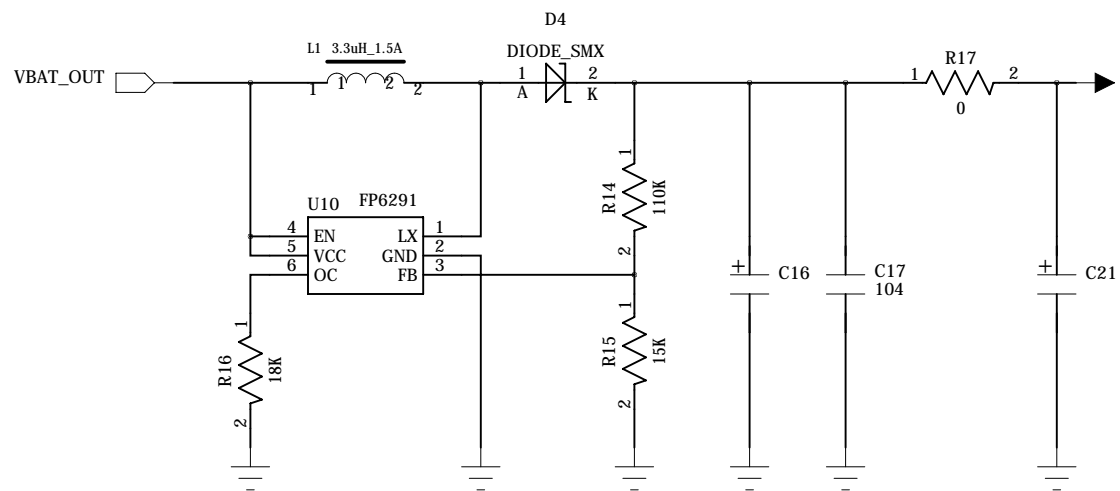 D4
L1 3.3uH_1.5A
DIODE_SMX
R17
VBAT_OUT
1 1 2 2
1 2
A K
1 2
0
1
R14
110K
2
U10 FP6291
4 EN LX 1
5 VCC GND 2
6 OC FB 3
C16
C17
104
C21
1
R16
18K
2
1
R15
15K
2